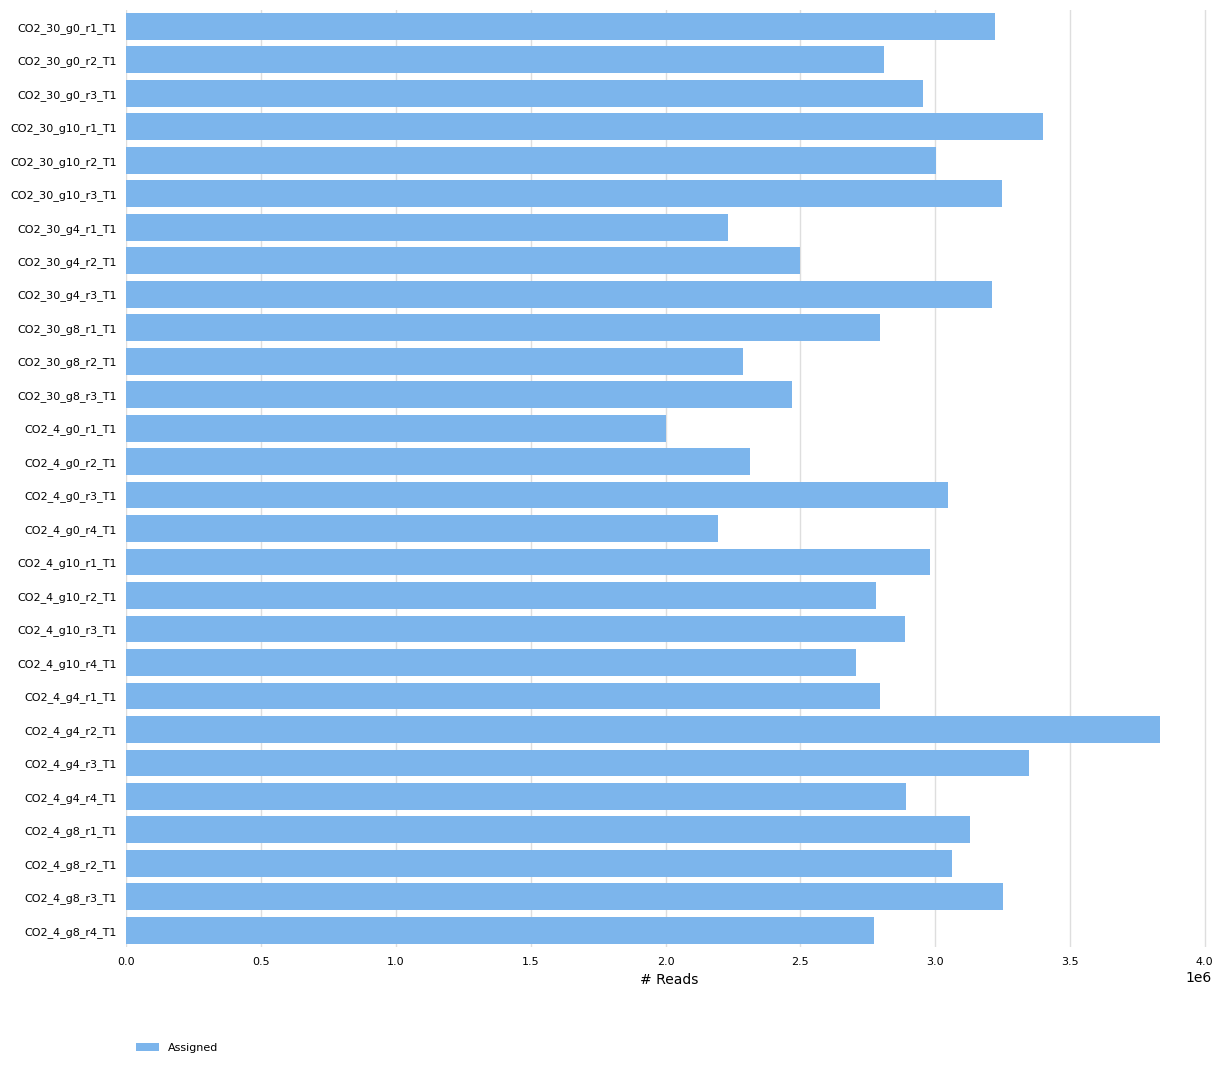 CO2_30_g0_r1_T1
CO2_30_g0_r2_T1
CO2_30_g0_r3_T1
CO2_30_g10_r1_T1
CO2_30_g10_r2_T1
CO2_30_g10_r3_T1
CO2_30_g4_r1_T1
CO2_30_g4_r2_T1
CO2_30_g4_r3_T1
CO2_30_g8_r1_T1
CO2_30_g8_r2_T1
CO2_30_g8_r3_T1
CO2_4_g0_r1_T1
CO2_4_g0_r2_T1
CO2_4_g0_r3_T1
CO2_4_g0_r4_T1
CO2_4_g10_r1_T1
CO2_4_g10_r2_T1
CO2_4_g10_r3_T1
CO2_4_g10_r4_T1
CO2_4_g4_r1_T1
CO2_4_g4_r2_T1
CO2_4_g4_r3_T1
CO2_4_g4_r4_T1
CO2_4_g8_r1_T1
CO2_4_g8_r2_T1
CO2_4_g8_r3_T1
CO2_4_g8_r4_T1
0.0 0.5 1.0 1.5 2.0 2.5 3.0 3.5 4.0
# Reads
1e6
Assigned